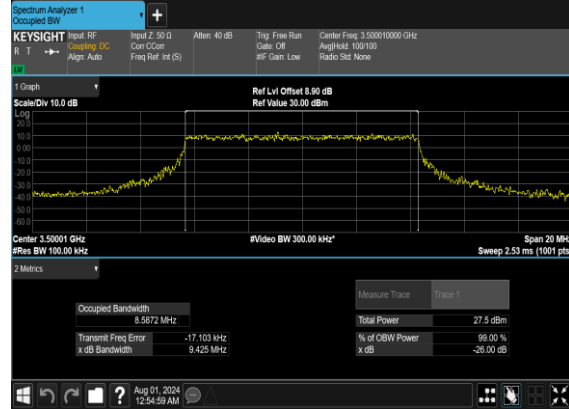 Spectrum Analyzer 1
Occupied BW
KEYSIGHT Input: RF Input Z: 50 Ω Atten: 40 dB Trig: Free Run Center Freq: 3.500010000 GHz
R T Coupling: DC Corr CCorr Gate: Off Avg|Hold: 100/100
Align: Auto Freq Ref: Int (S) #IF Gain: Low Radio Std: None
LW
1 Graph Ref Lvl Offset 8.90 dB
Scale/Div 10.0 dB Ref Value 30.00 dBm
Log
20.0
10.0
0.00
-10.0
-20.0
-30.0
-40.0
-50.0
-60.0
Center 3.50001 GHz #Video BW 300.00 kHz* Span 20 MHz
#Res BW 100.00 kHz Sweep 2.53 ms (1001 pts
2 Metrics
Measure Trace Trace 1
Occupied Bandwidth
8.5872 MHz Total Power 27.5 dBm
Transmit Freq Error -17.103 kHz % of OBW Power 99.00 %
x dB Bandwidth 9.425 MHz x dB -26.00 dB
? Aug 01, 2024
12:54:59 AM